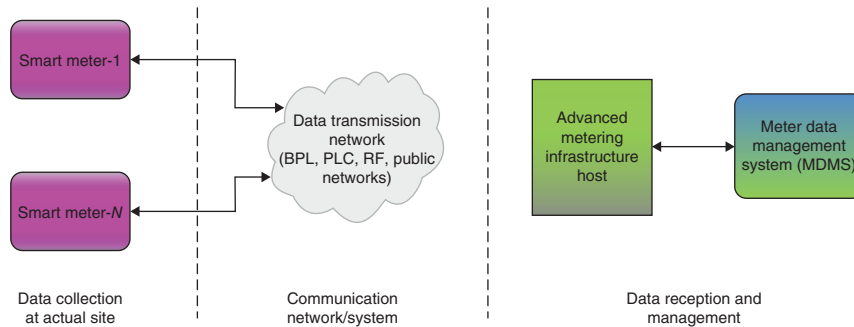 Smart meter-1
Smart meter-N
Data transmission
network
(BPL, PLC, RF, public
networks)
Advanced
metering
infrastructure
host
Meter data
management
system (MDMS)
Data collection
at actual site
Communication
network/system
Data reception and
management